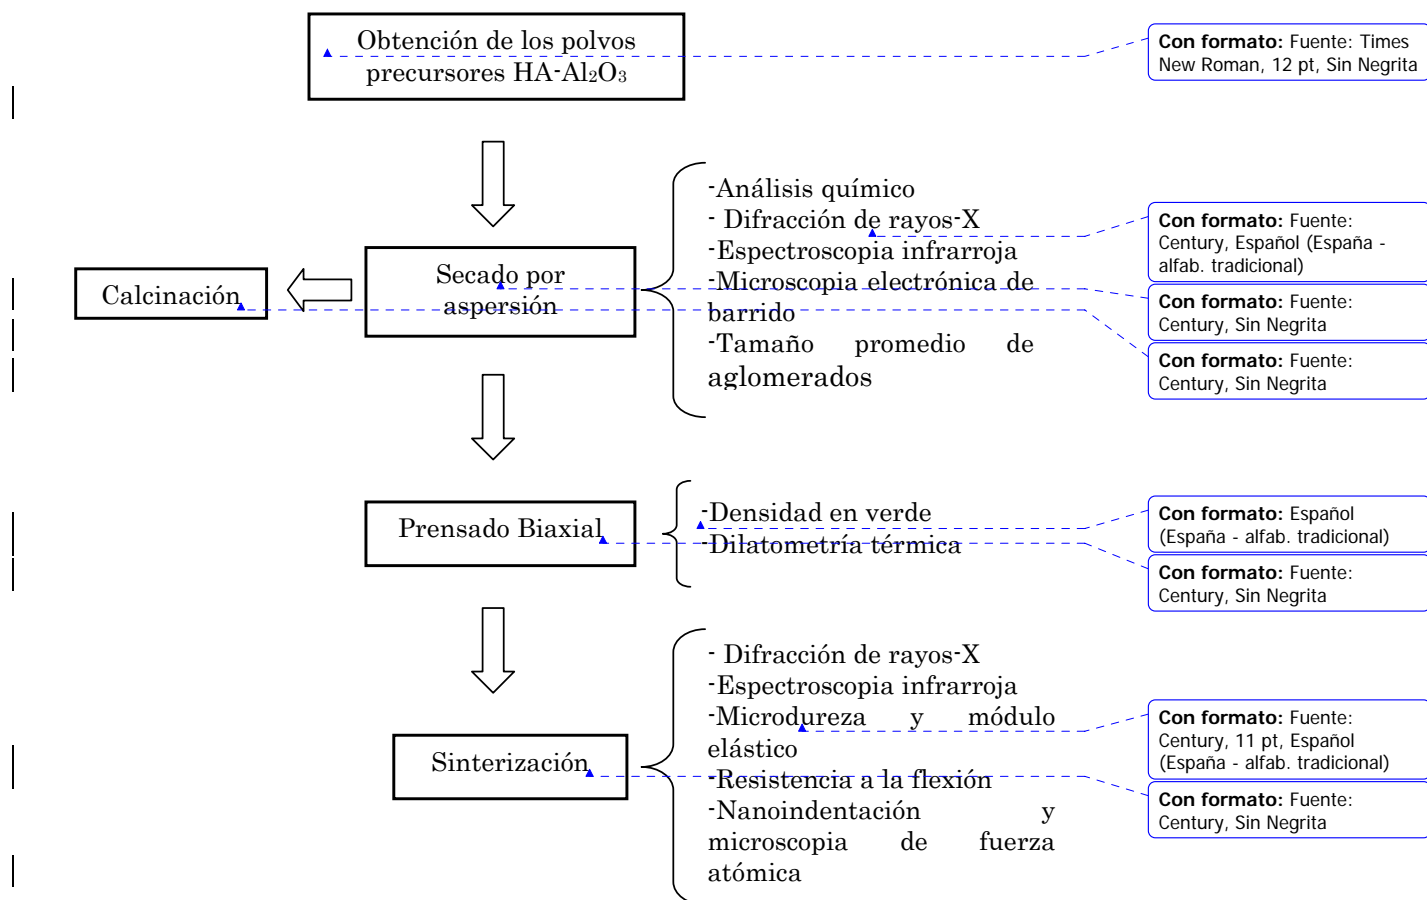 Obtención de los polvos
precursores HA-Al₂O₃
Con formato: Fuente: Times
New Roman, 12 pt, Sin Negrita
-Análisis químico
- Difracción de rayos-X
-Espectroscopia infrarroja
-Microscopia electrónica de
barrido
-Tamaño promedio de
aglomerados
Secado por
aspersión
Calcinación
Con formato: Fuente:
Century, Español (España -
alfab. tradicional)
Con formato: Fuente:
Century, Sin Negrita
Con formato: Fuente:
Century, Sin Negrita
Prensado Biaxial
-Densidad en verde
-Dilatometría térmica
Con formato: Español
(España - alfab. tradicional)
Con formato: Fuente:
Century, Sin Negrita
Sinterización
- Difracción de rayos-X
-Espectroscopia infrarroja
-Microdureza y módulo
elástico
-Resistencia a la flexión
-Nanoindentación y
microscopia de fuerza
atómica
Con formato: Fuente:
Century, 11 pt, Español
(España - alfab. tradicional)
Con formato: Fuente:
Century, Sin Negrita